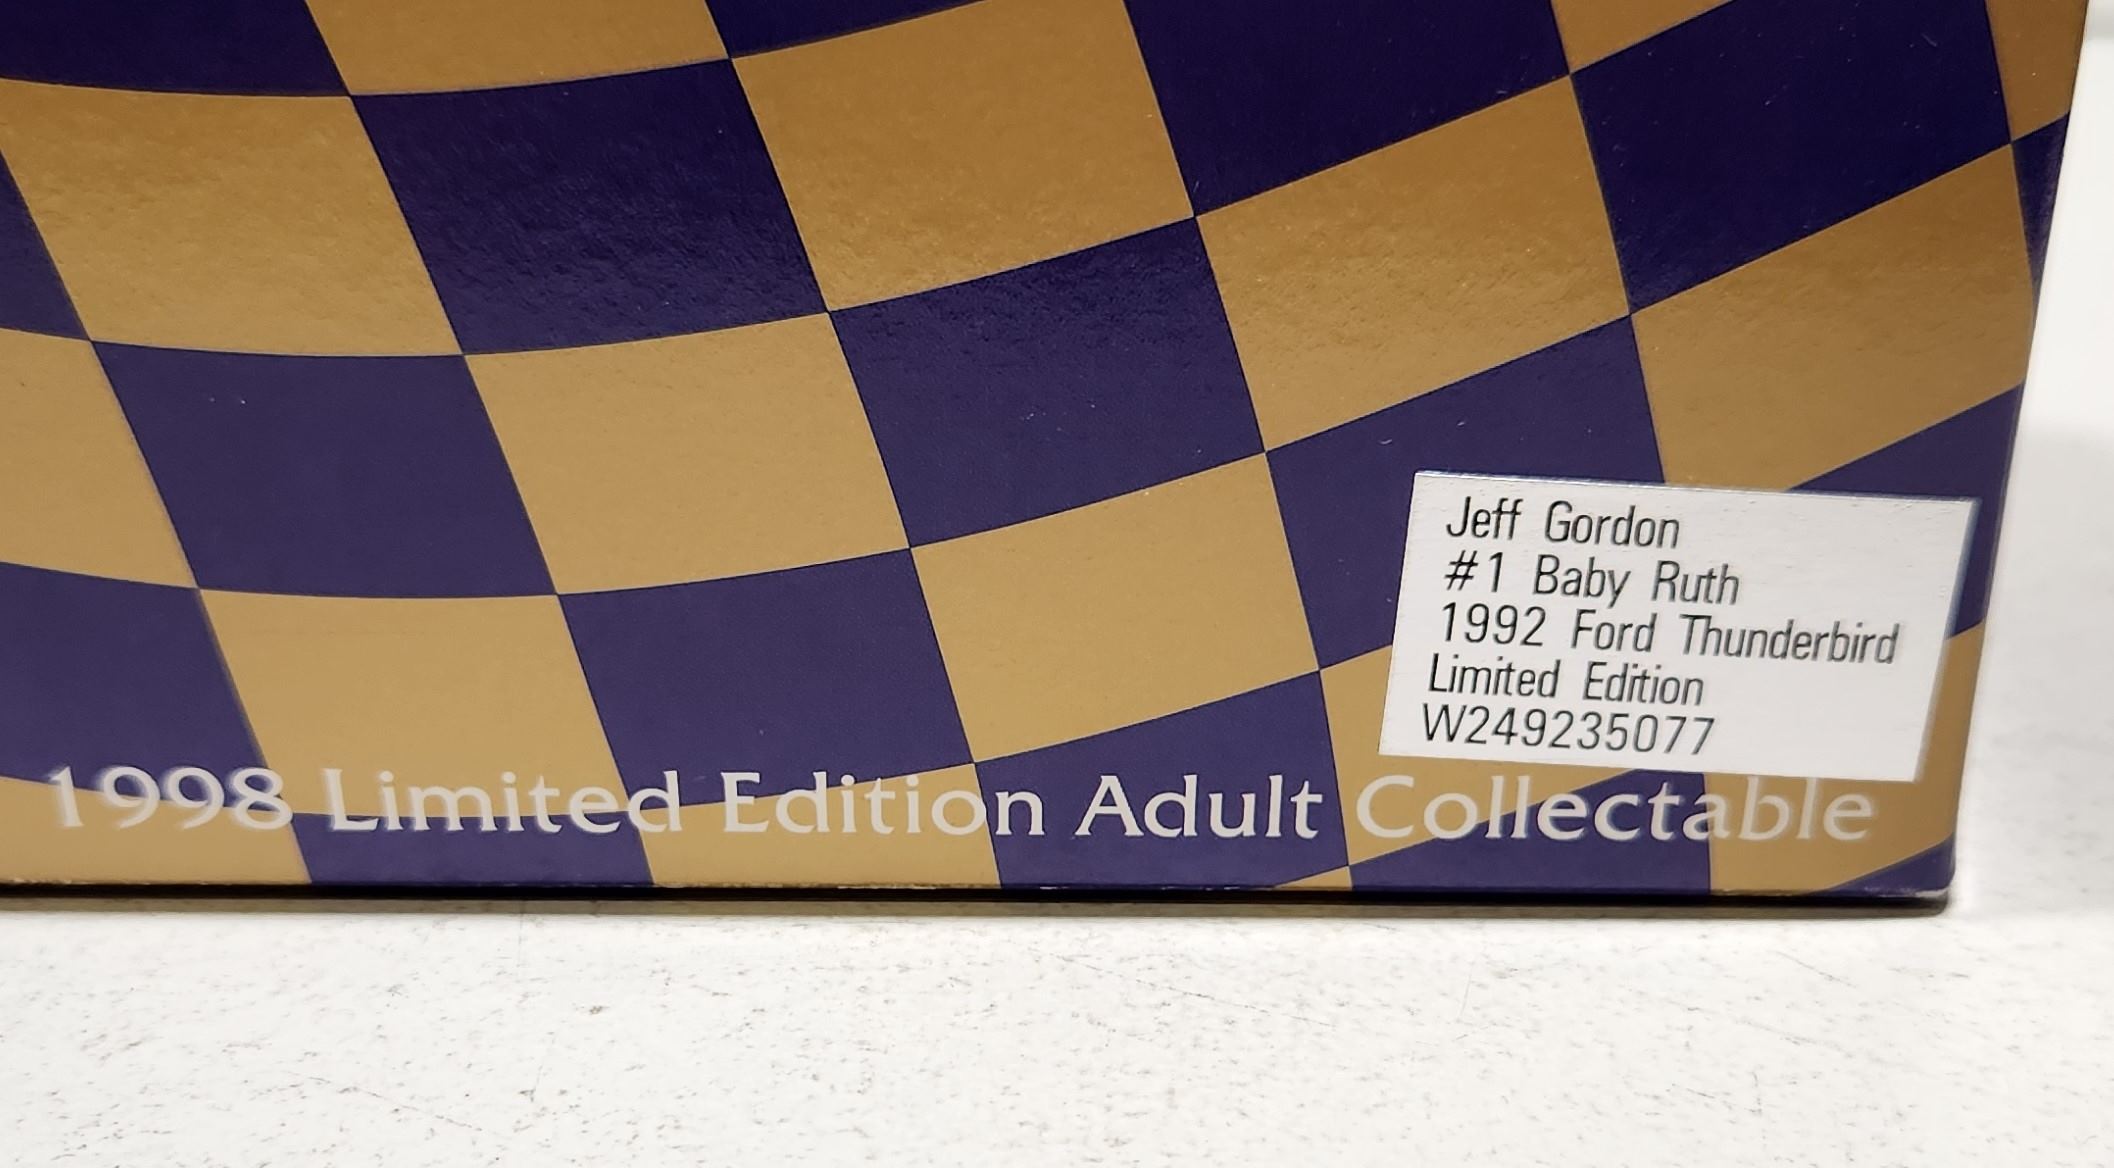 Jeff Gordon
#1 Baby Ruth
1992 Ford Thunderbird
Limited Edition
W249235077
1998 Limited Edition Adult Collectable